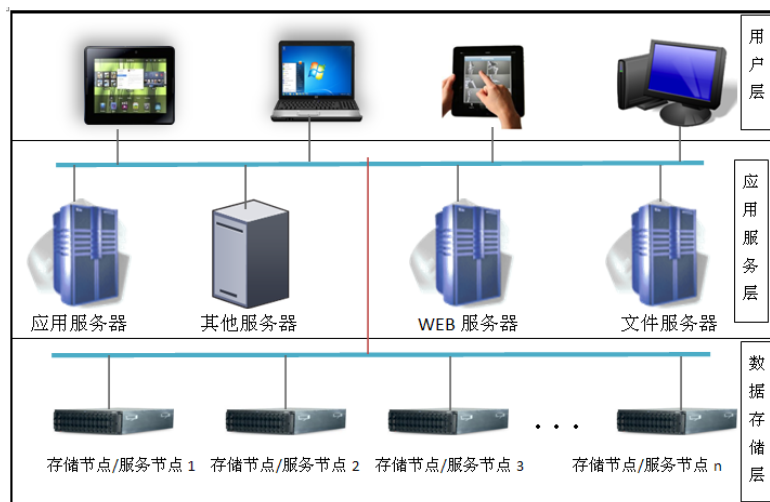 用户层
应用服务层
应用服务器 其他服务器 WEB 服务器 文件服务器
数据存储层
存储节点/服务节点 1 存储节点/服务节点 2 存储节点/服务节点 3 ... 存储节点/服务节点 n